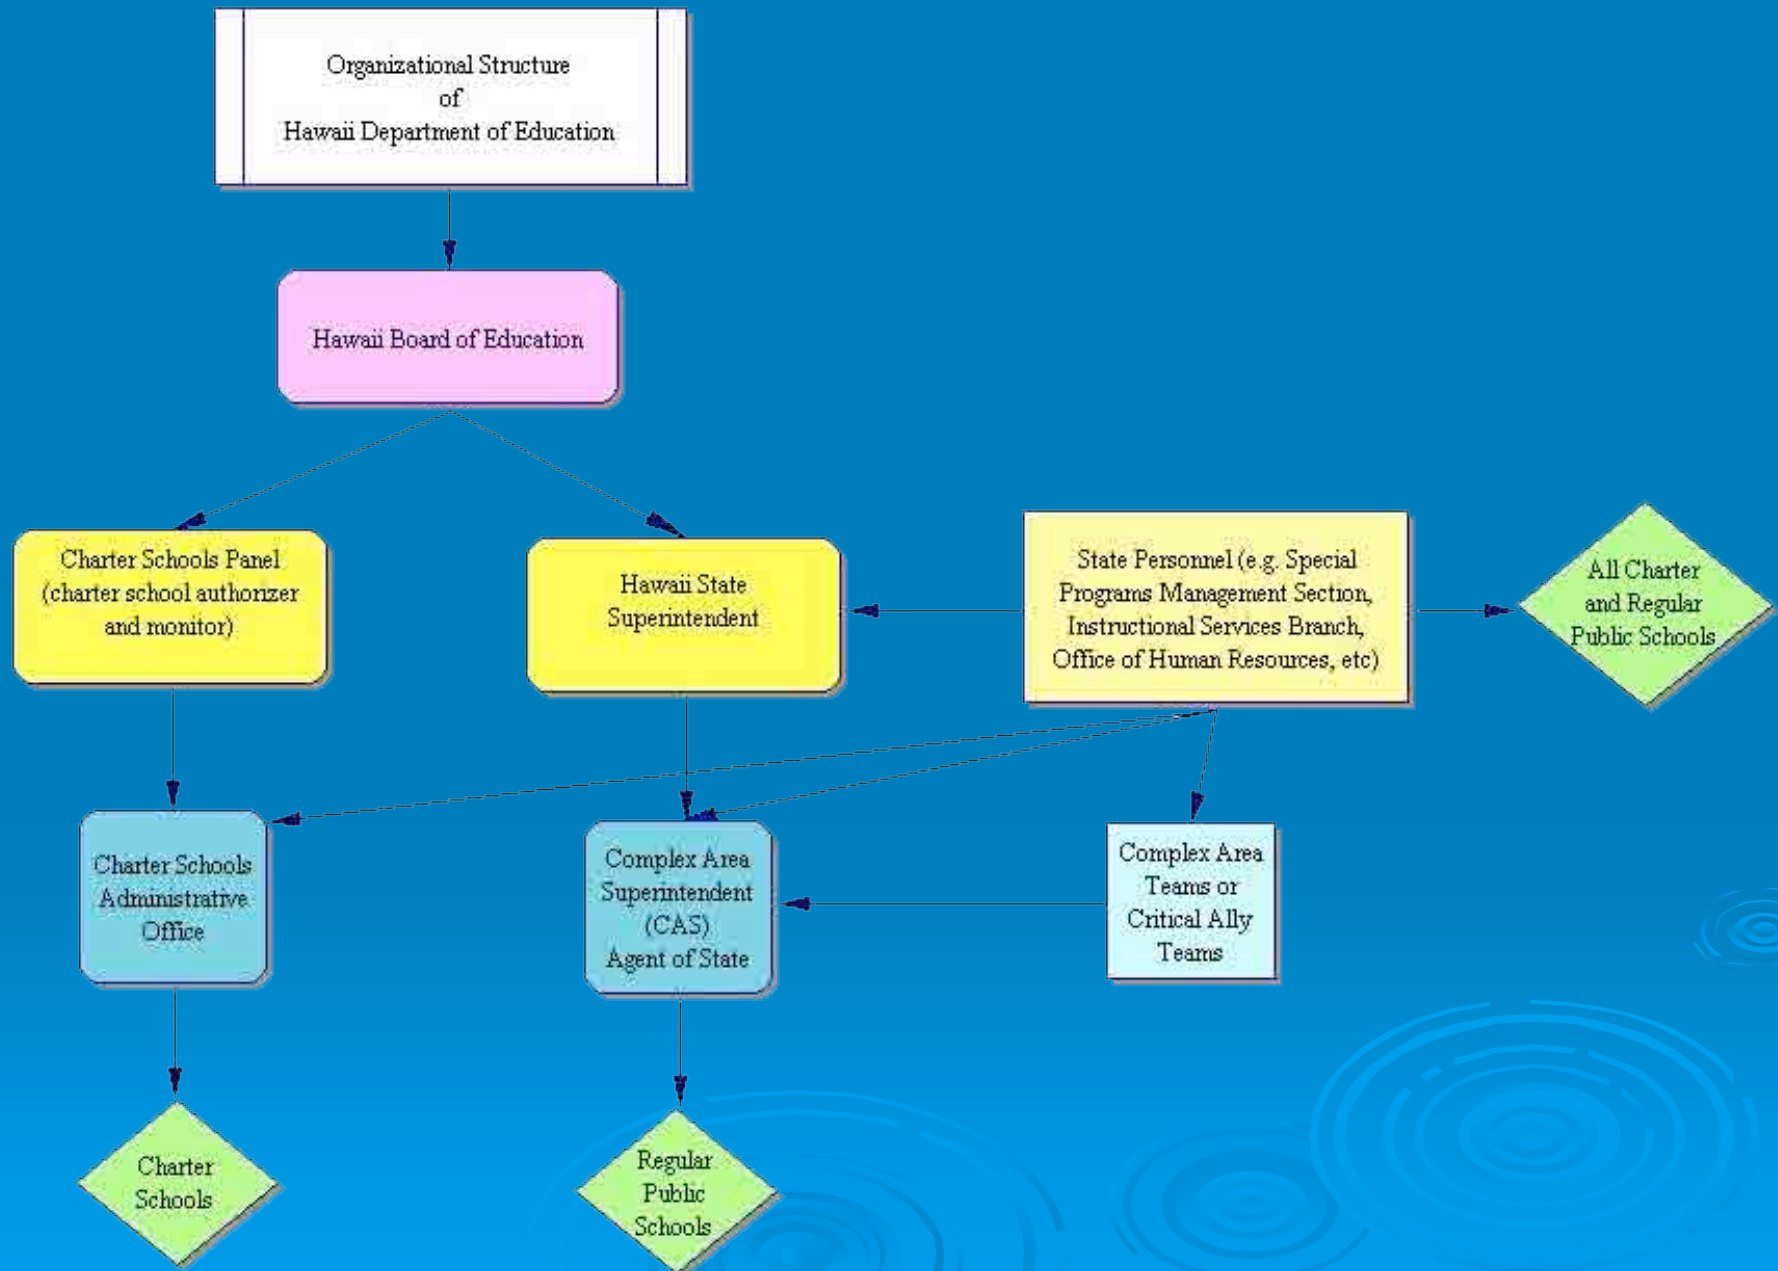 Organizational Structure
of
Hawaii Department of Education
Hawaii Board of Education
Charter Schools Panel
(charter school authorizer
and monitor)
Hawaii State
Superintendent
State Personnel (e.g. Special
Programs Management Section,
Instructional Services Branch,
Office of Human Resources, etc)
All Charter
and Regular
Public Schools
Charter Schools
Administrative
Office
Complex Area
Superintendent
(CAS)
Agent of State
Complex Area
Teams or
Critical Ally
Teams
Charter
Schools
Regular
Public
Schools